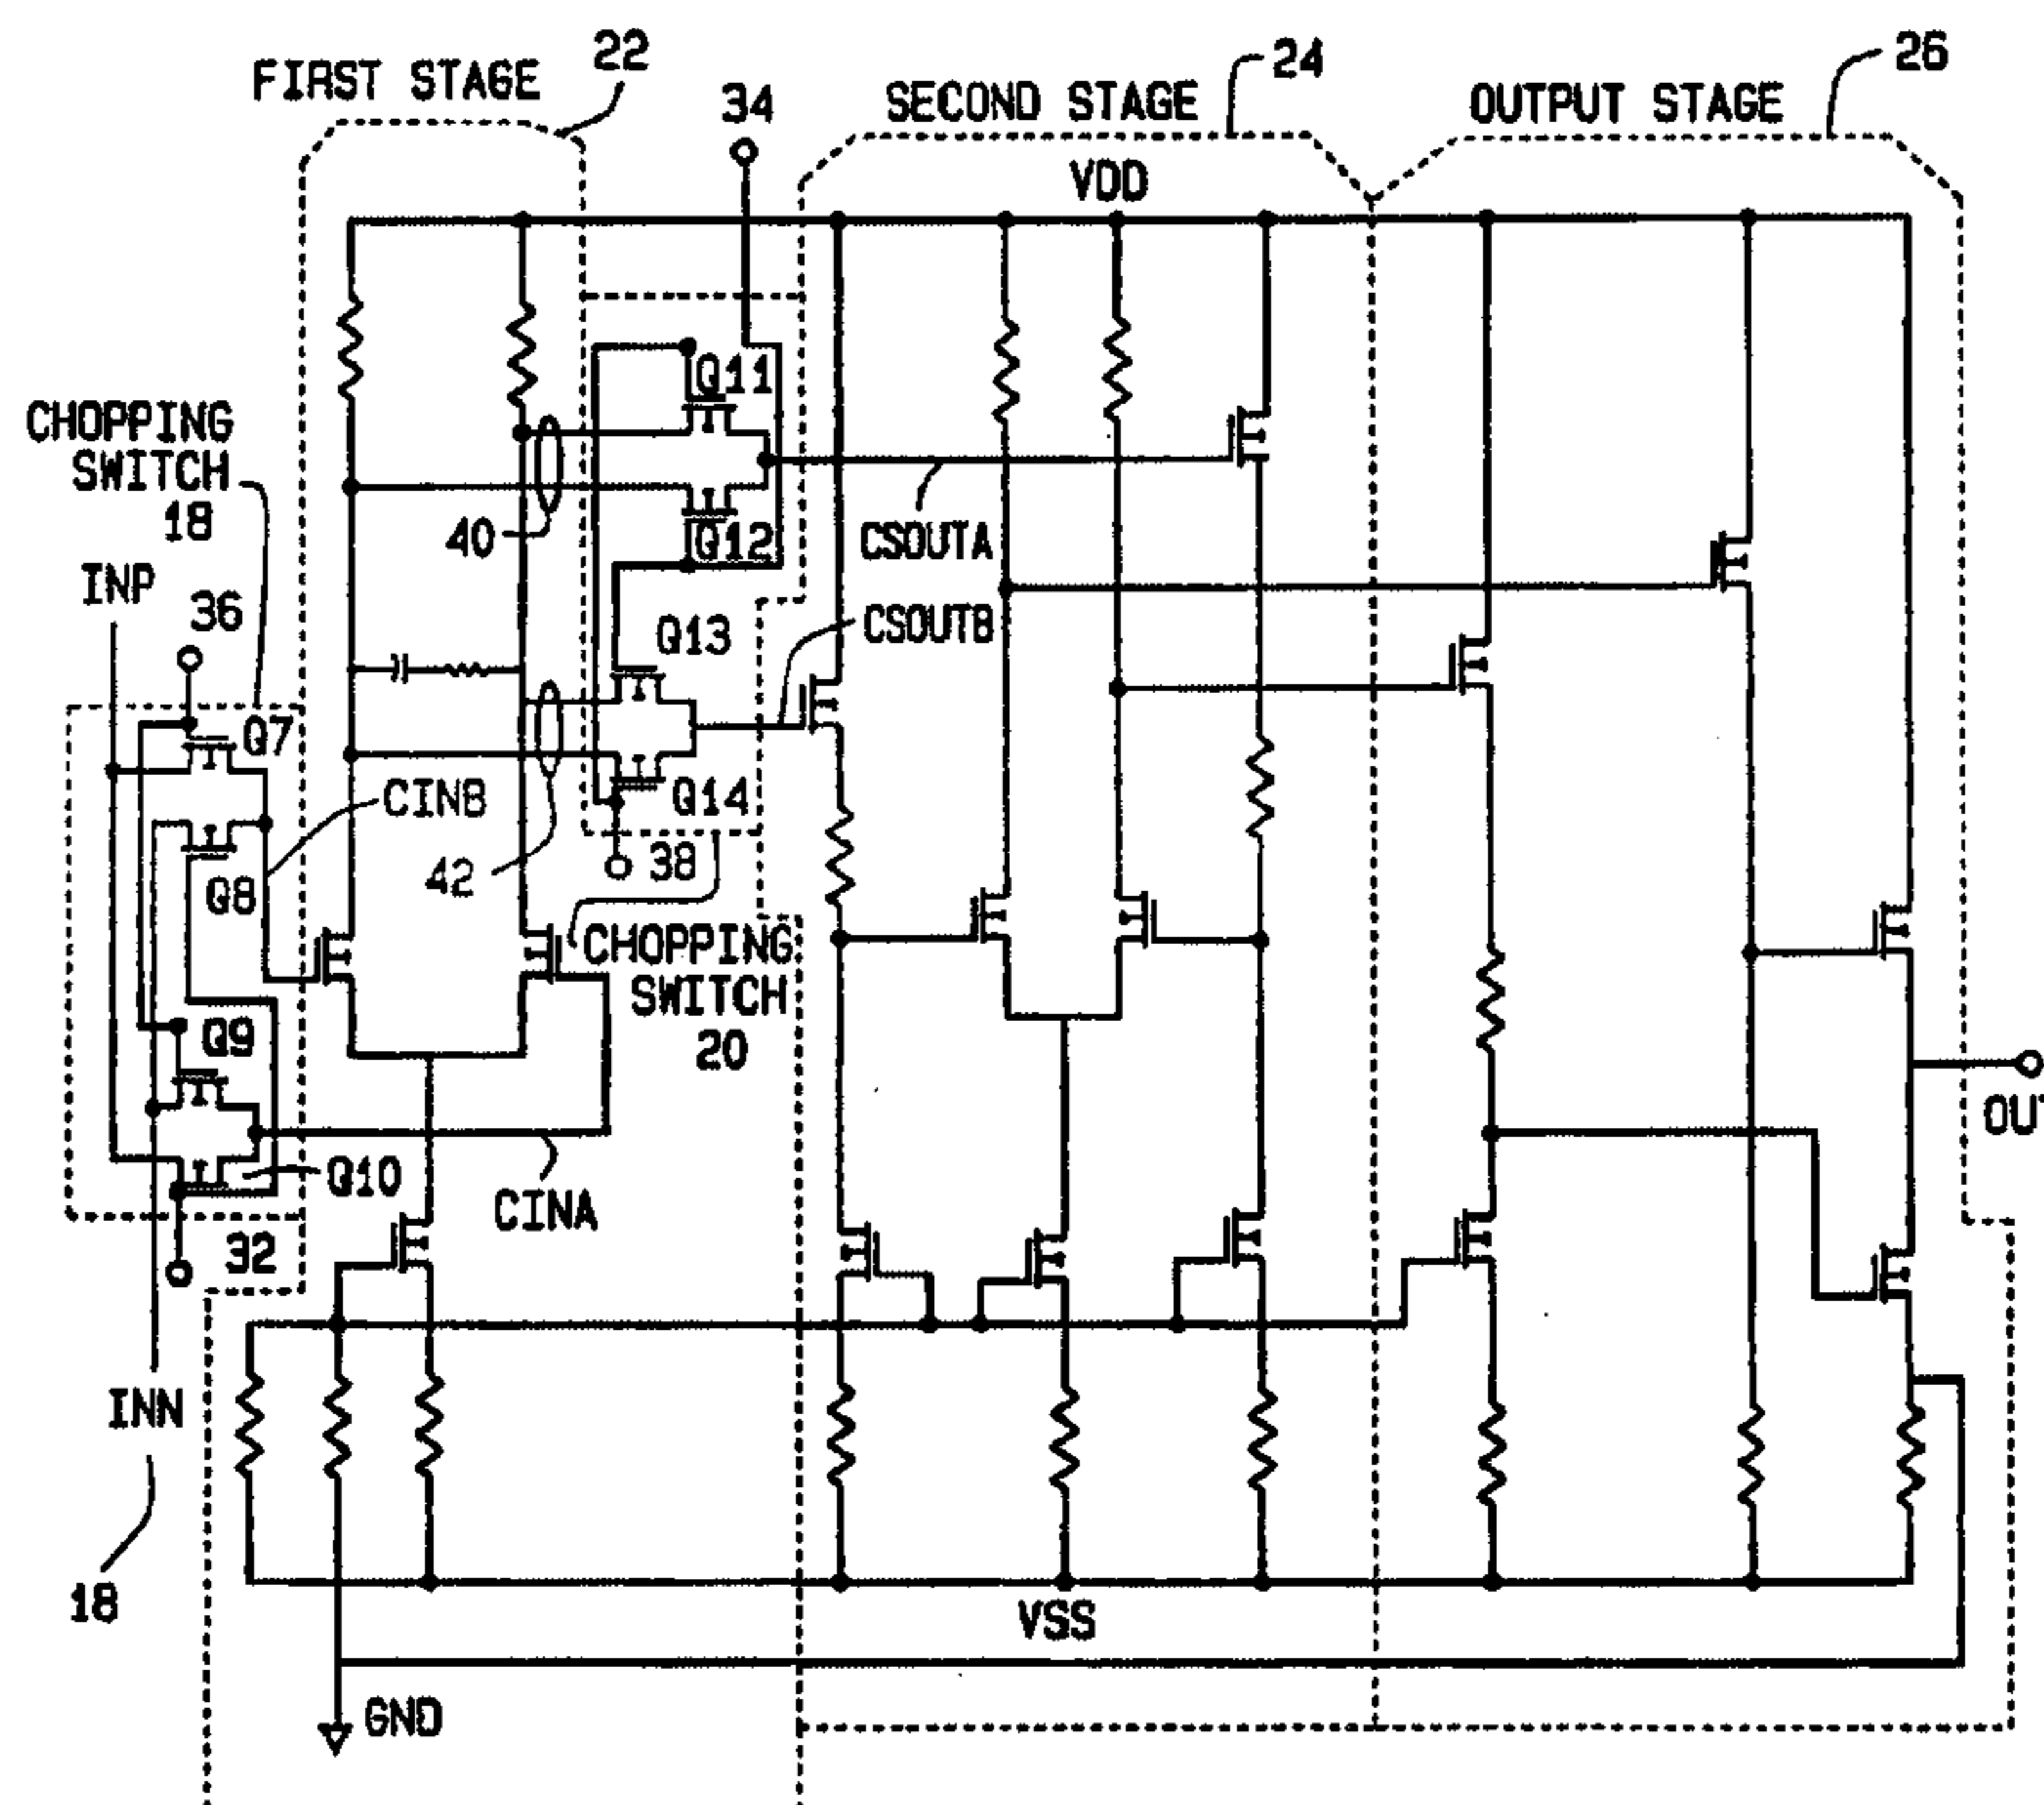 FIRST STAGE
22
34
SECOND STAGE
24
OUTPUT STAGE
26
VDD
CHOPPING
SWITCH
18
Q11
40
Q12
CSOUTA
INP
36
Q13
CSOUTB
Q7
CINB
Q14
Q8
42
38
CHOPPING
SWITCH
20
Q9
Q10
CINA
OUT
32
INN
18
VSS
GND